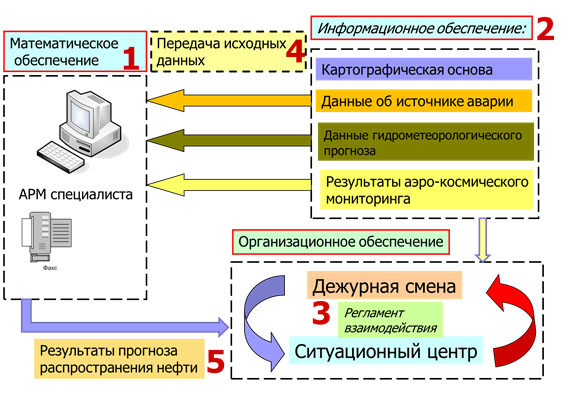 Математическое
обеспечение
1
Передача исходных
данных
4
Информационное обеспечение:
2
Картографическая основа
Данные об источнике аварии
Данные гидрометеорологического
прогноза
Результаты аэро-космического
мониторинга
АРМ специалиста
Факс
Организационное обеспечение
Дежурная смена
3
Регламент
взаимодействия
Ситуационный центр
Результаты прогноза
распространения нефти
5